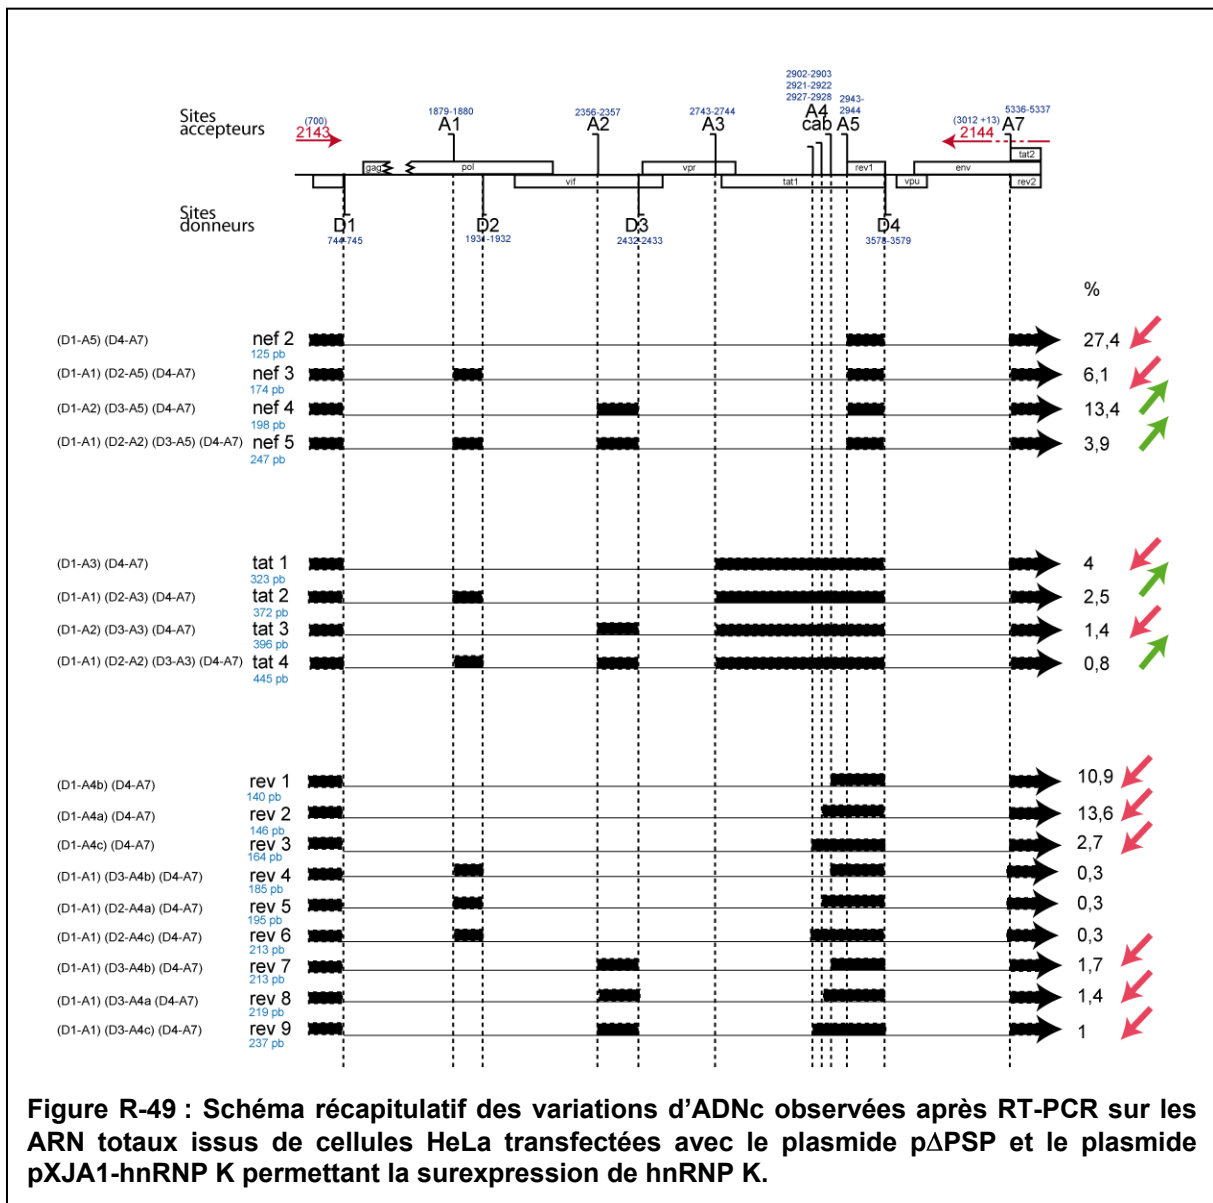 Sites
accepteurs
(700)
2143
1879-1880
A1
2356-2357
A2
2743-2744
A3
2902-2903
2921-2922
2927-2928
A4
cab
2943-
2944
A5
(3012 +13)
2144
5336-5337
A7
gag
pol
vif
vpr
tat1
rev1
vpu
env
tat2
rev2
Sites
donneurs
D1
744-745
D2
1931-1932
D3
2432-2433
D4
3578-3579
%
(D1-A5) (D4-A7) nef 2 27,4
125 pb
(D1-A1) (D2-A5) (D4-A7) nef 3 6,1
174 pb
(D1-A2) (D3-A5) (D4-A7) nef 4 13,4
198 pb
(D1-A1) (D2-A2) (D3-A5) (D4-A7) nef 5 3,9
247 pb
(D1-A3) (D4-A7) tat 1 4
323 pb
(D1-A1) (D2-A3) (D4-A7) tat 2 2,5
372 pb
(D1-A2) (D3-A3) (D4-A7) tat 3 1,4
396 pb
(D1-A1) (D2-A2) (D3-A3) (D4-A7) tat 4 0,8
445 pb
(D1-A4b) (D4-A7) rev 1 10,9
140 pb
(D1-A4a) (D4-A7) rev 2 13,6
146 pb
(D1-A4c) (D4-A7) rev 3 2,7
164 pb
(D1-A1) (D3-A4b) (D4-A7) rev 4 0,3
185 pb
(D1-A1) (D2-A4a) (D4-A7) rev 5 0,3
195 pb
(D1-A1) (D2-A4c) (D4-A7) rev 6 0,3
213 pb
(D1-A1) (D3-A4b) (D4-A7) rev 7 1,7
213 pb
(D1-A1) (D3-A4a (D4-A7) rev 8 1,4
219 pb
(D1-A1) (D3-A4c) (D4-A7) rev 9 1
237 pb
Figure R-49 : Schéma récapitulatif des variations d’ADNc observées après RT-PCR sur les
ARN totaux issus de cellules HeLa transfectées avec le plasmide p∆PSP et le plasmide
pXJA1-hnRNP K permettant la surexpression de hnRNP K.